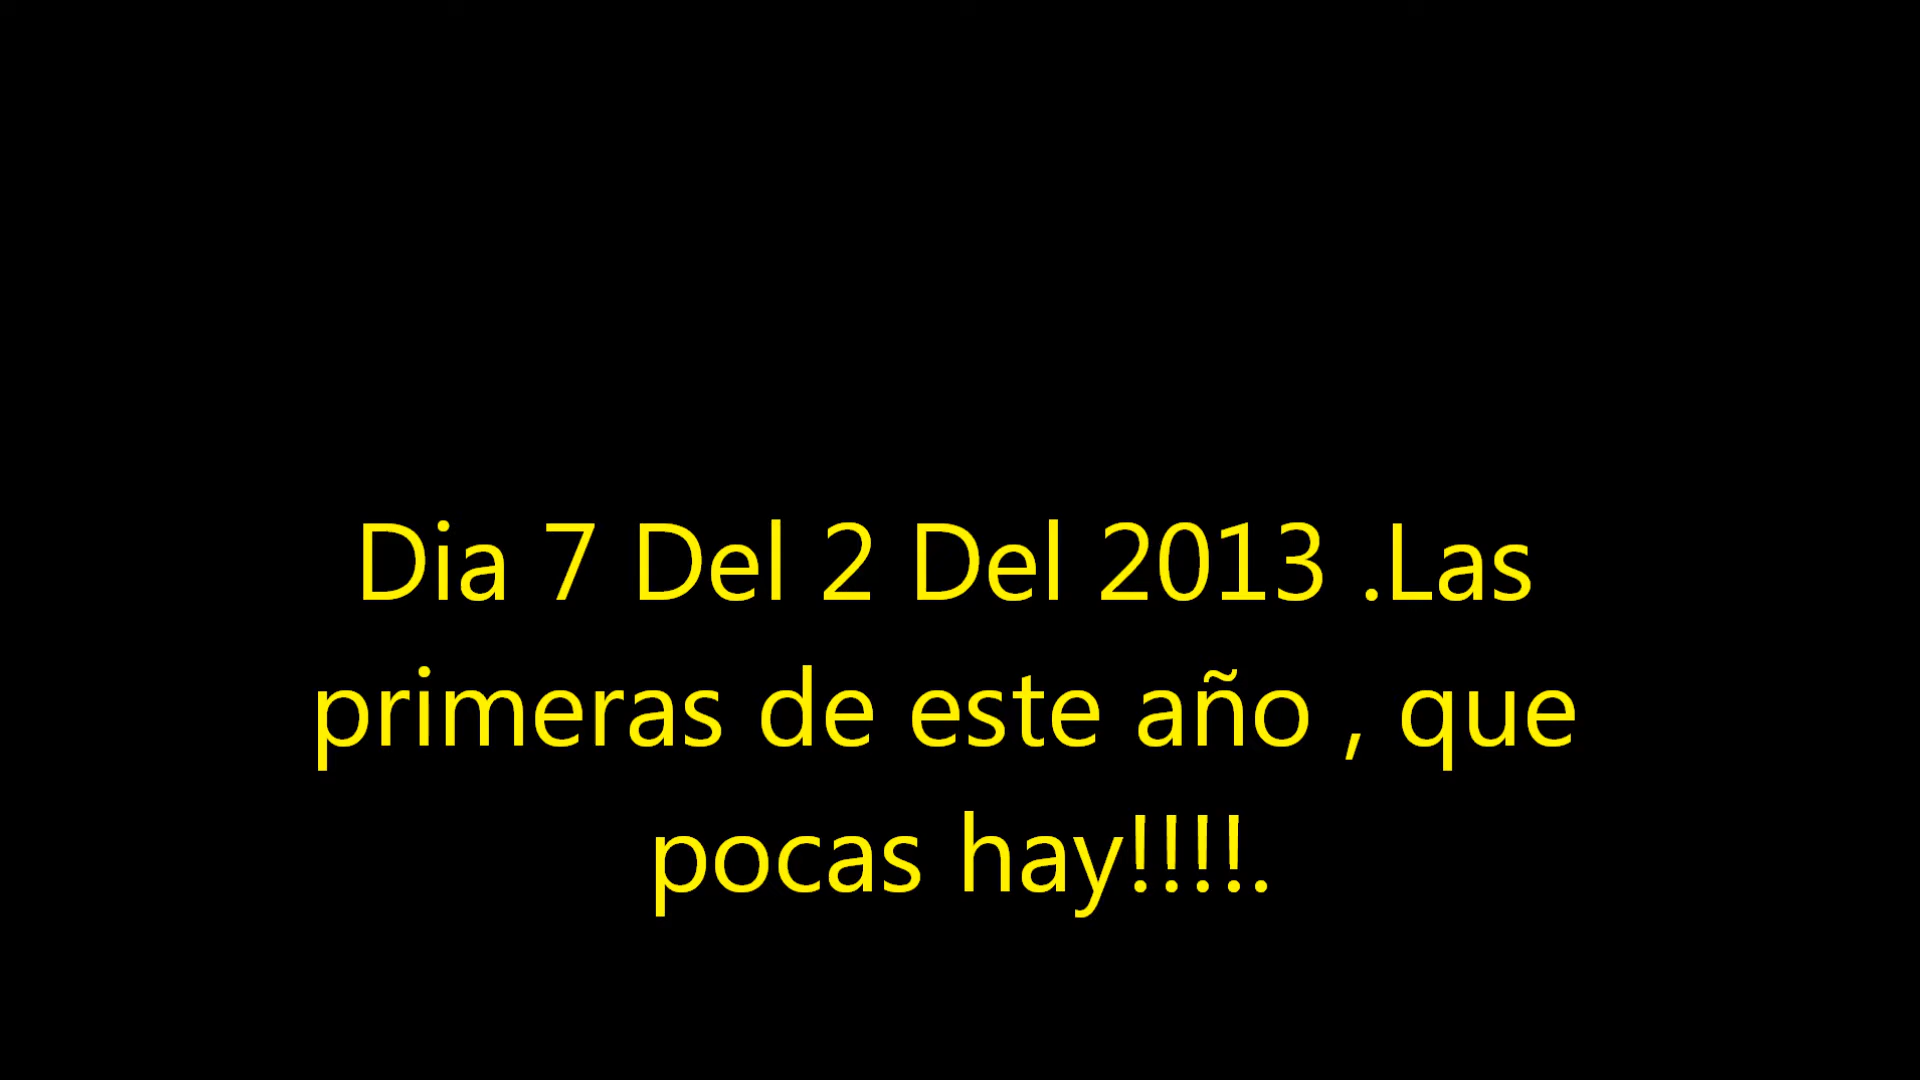 Dia 7 Del 2 Del 2013 .Las
primeras de este año , que
pocas hay!!!!.